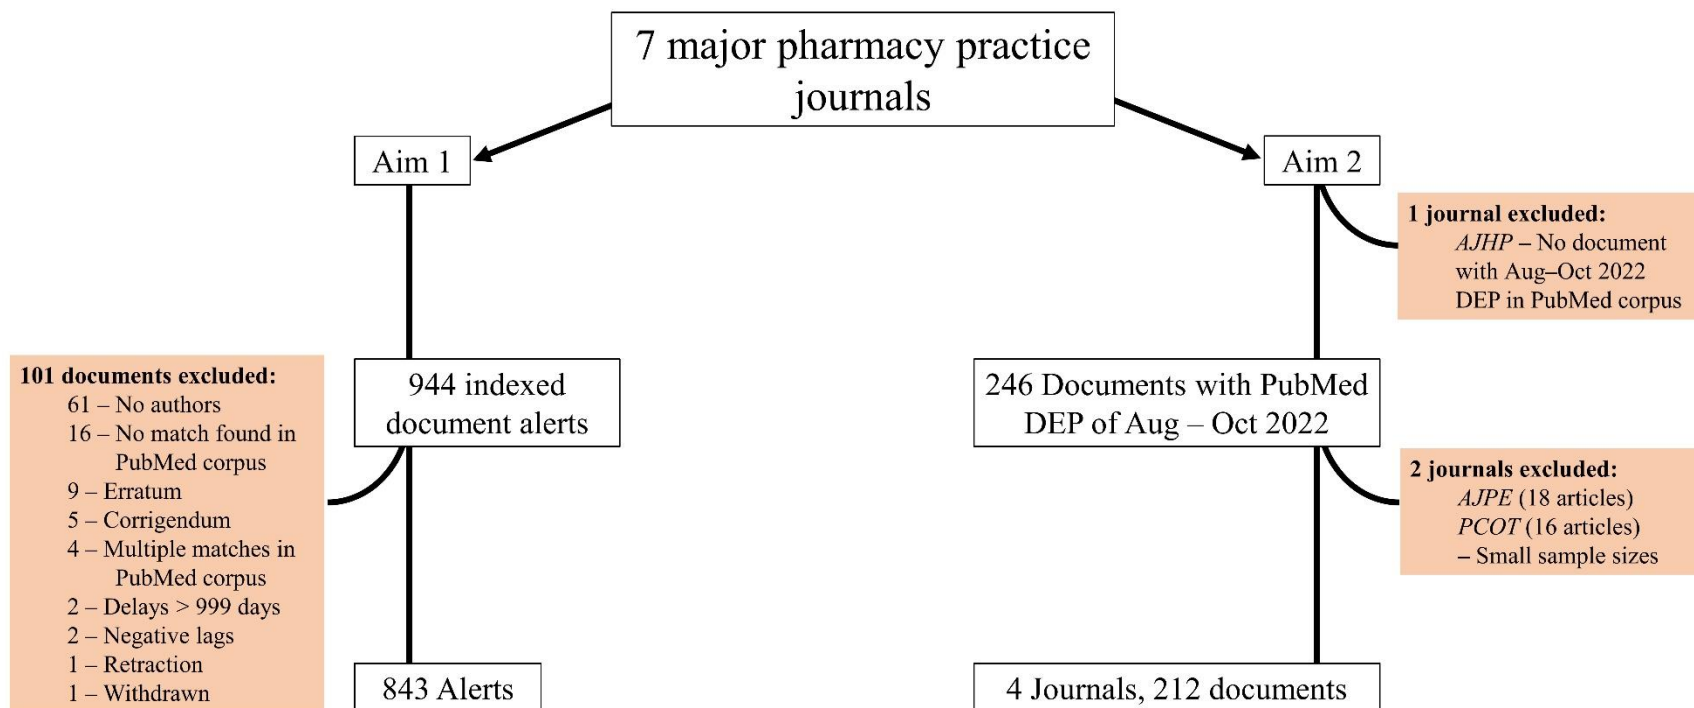 7 major pharmacy practice
journals
Aim 1
Aim 2
1 journal excluded:
AJHP – No document
with Aug–Oct 2022
DEP in PubMed corpus
101 documents excluded:
61 – No authors
16 – No match found in
PubMed corpus
9 – Erratum
5 – Corrigendum
4 – Multiple matches in
PubMed corpus
2 – Delays > 999 days
2 – Negative lags
1 – Retraction
1 – Withdrawn
944 indexed
document alerts
246 Documents with PubMed
DEP of Aug – Oct 2022
2 journals excluded:
AJPE (18 articles)
PCOT (16 articles)
– Small sample sizes
843 Alerts
4 Journals, 212 documents